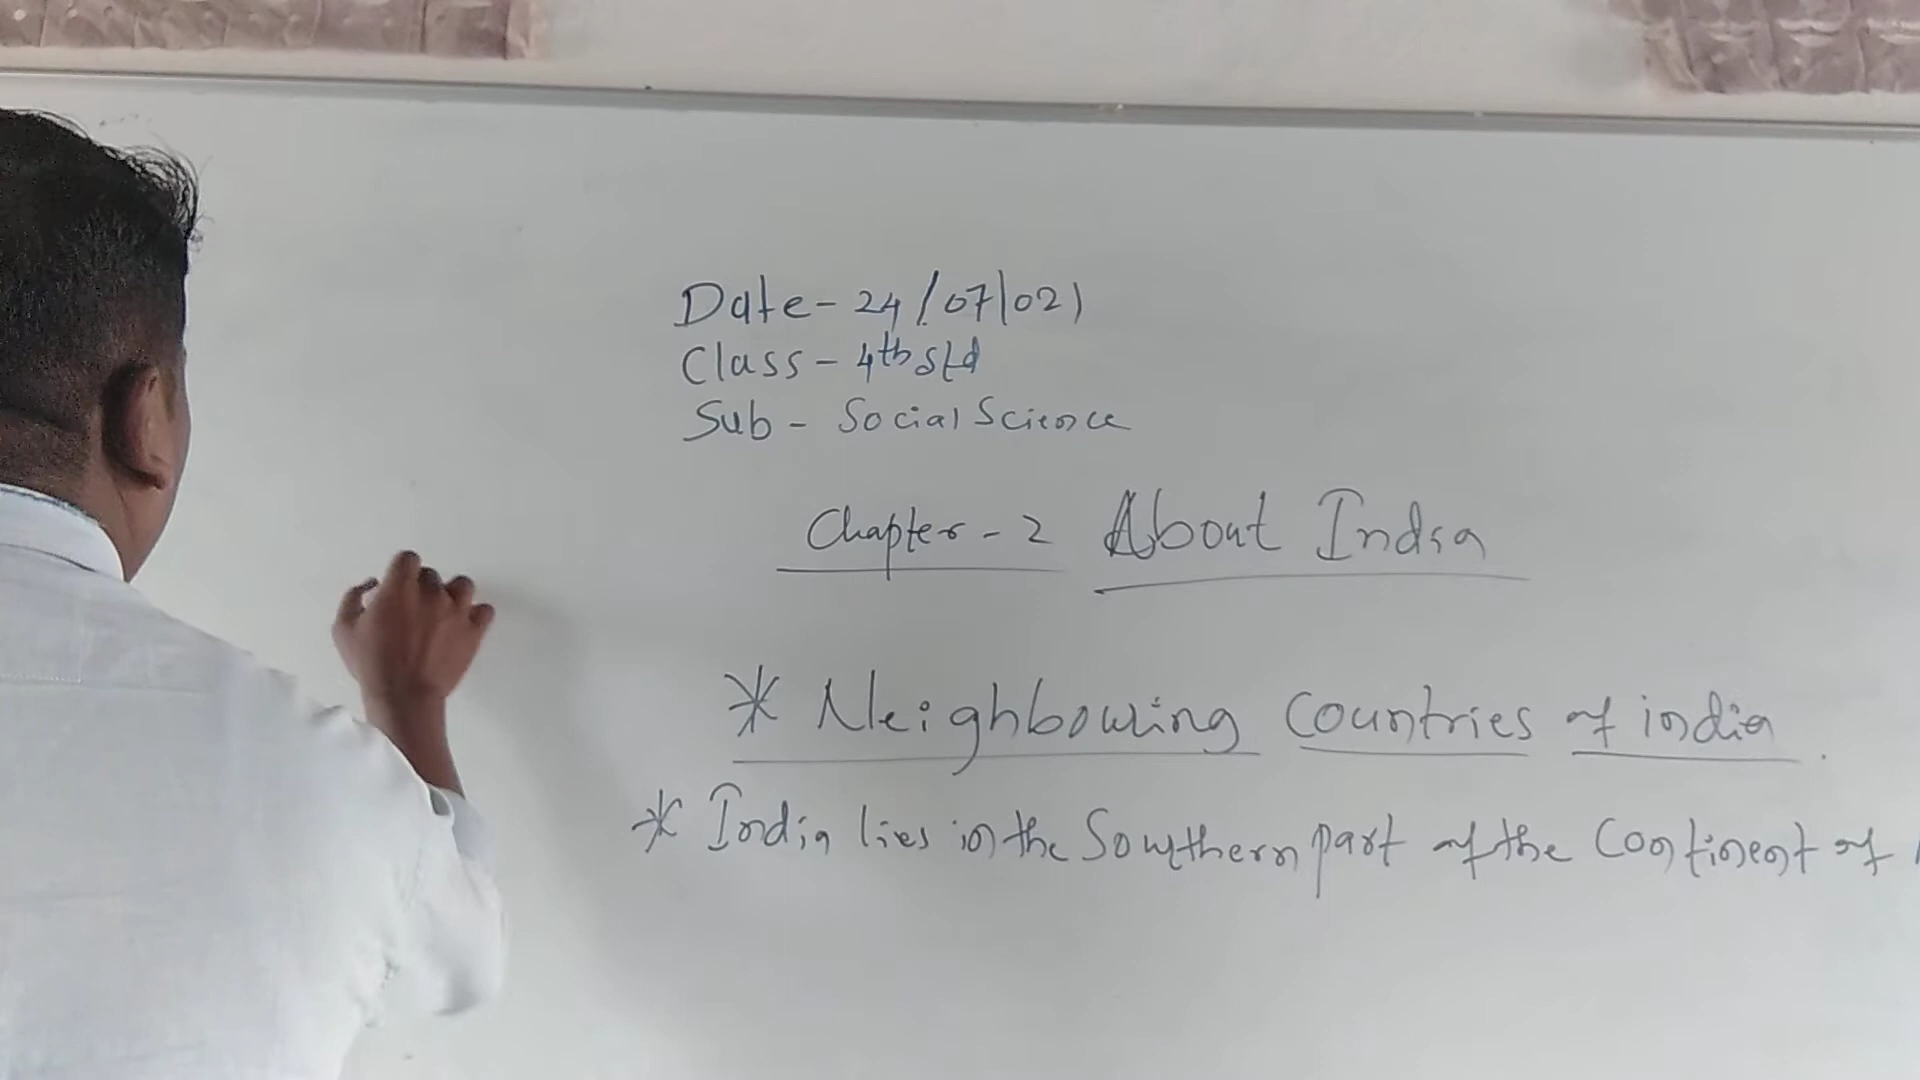 Date - 24/07/021
Class - 4th std
Sub - Social Science
Chapter - 2 About India
* Neighbouring Countries of india.
* India lies in the Southern part of the Continent of